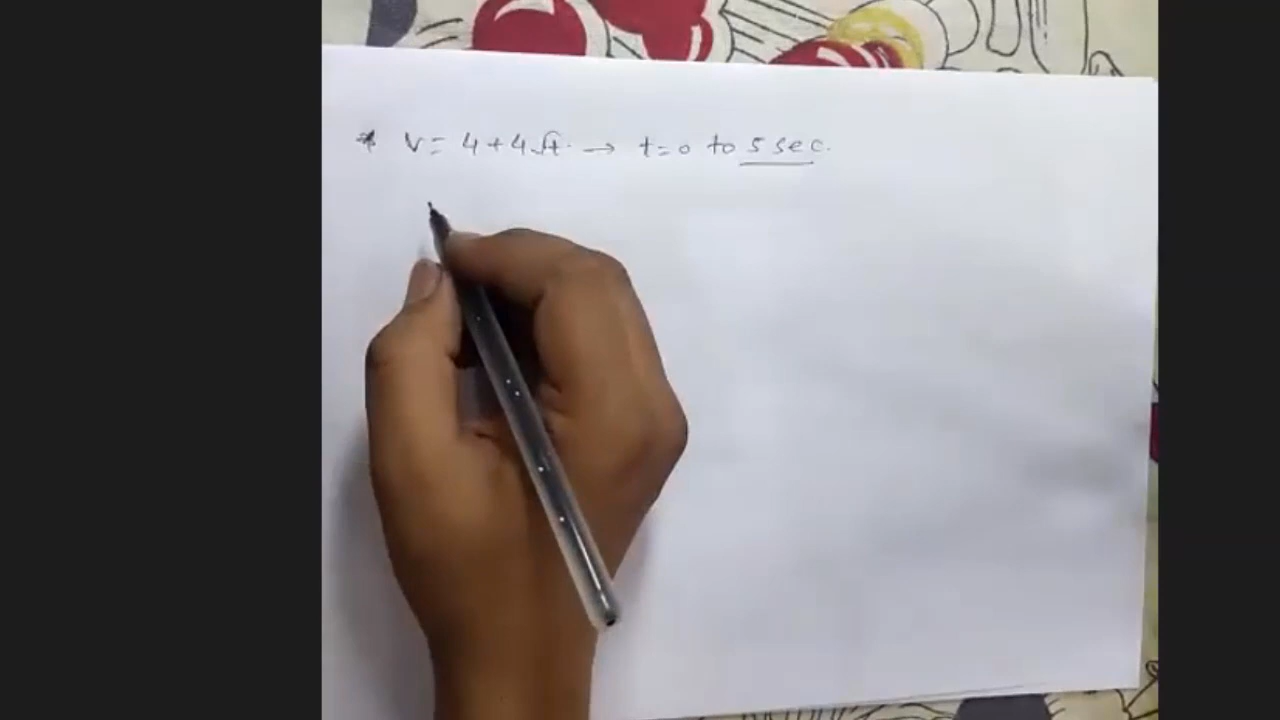 * V = 4 + 4√t. → t=0 to 5 sec.